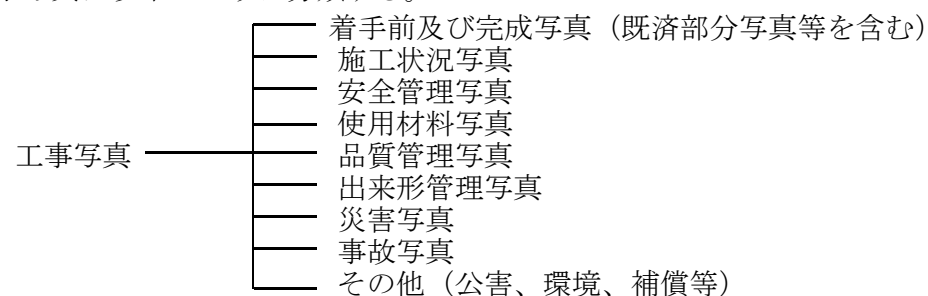 着手前及び完成写真（既済部分写真等を含む）
施工状況写真
安全管理写真
使用材料写真
工事写真
品質管理写真
出来形管理写真
災害写真
事故写真
その他（公害、環境、補償等）